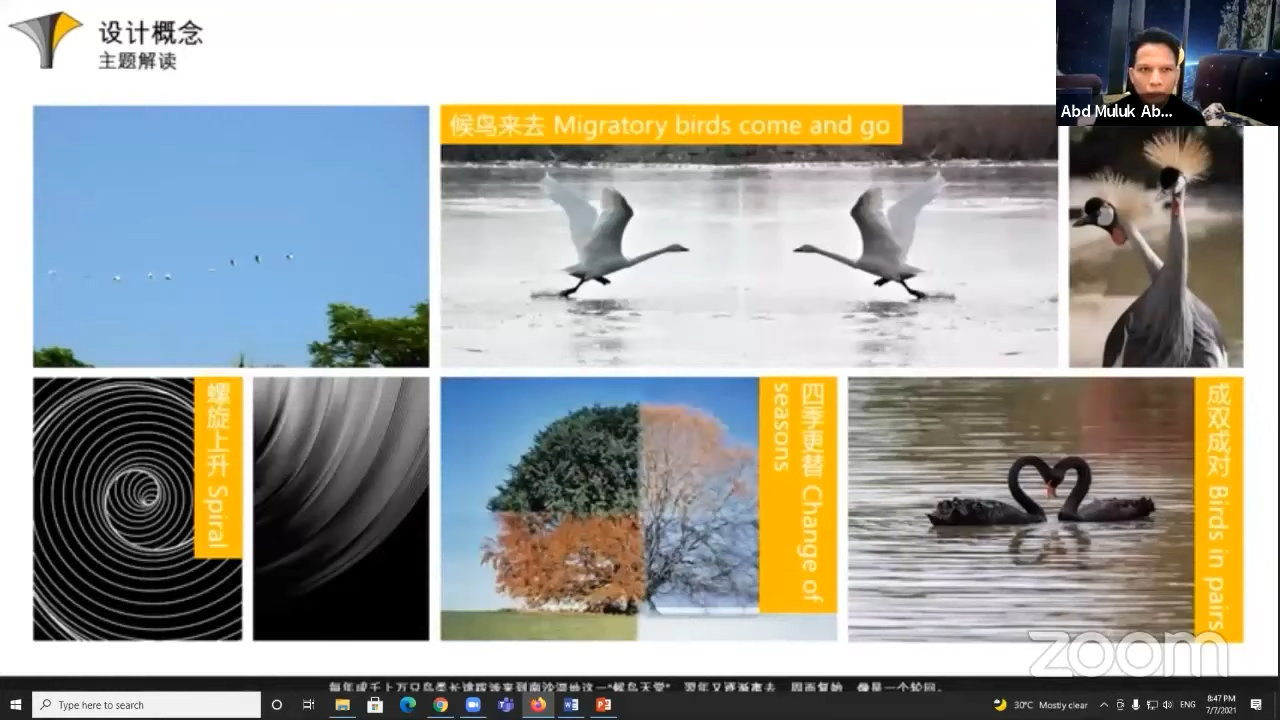 设计概念
主题解读
Abd Muluk Ab...
候鸟来去 Migratory birds come and go
螺旋上升 Spiral
四季更替 Change of
seasons
成双成对 Birds in pairs
zoom
Type here to search
30°C Mostly clear
ENG
8:47 PM
7/7/2021